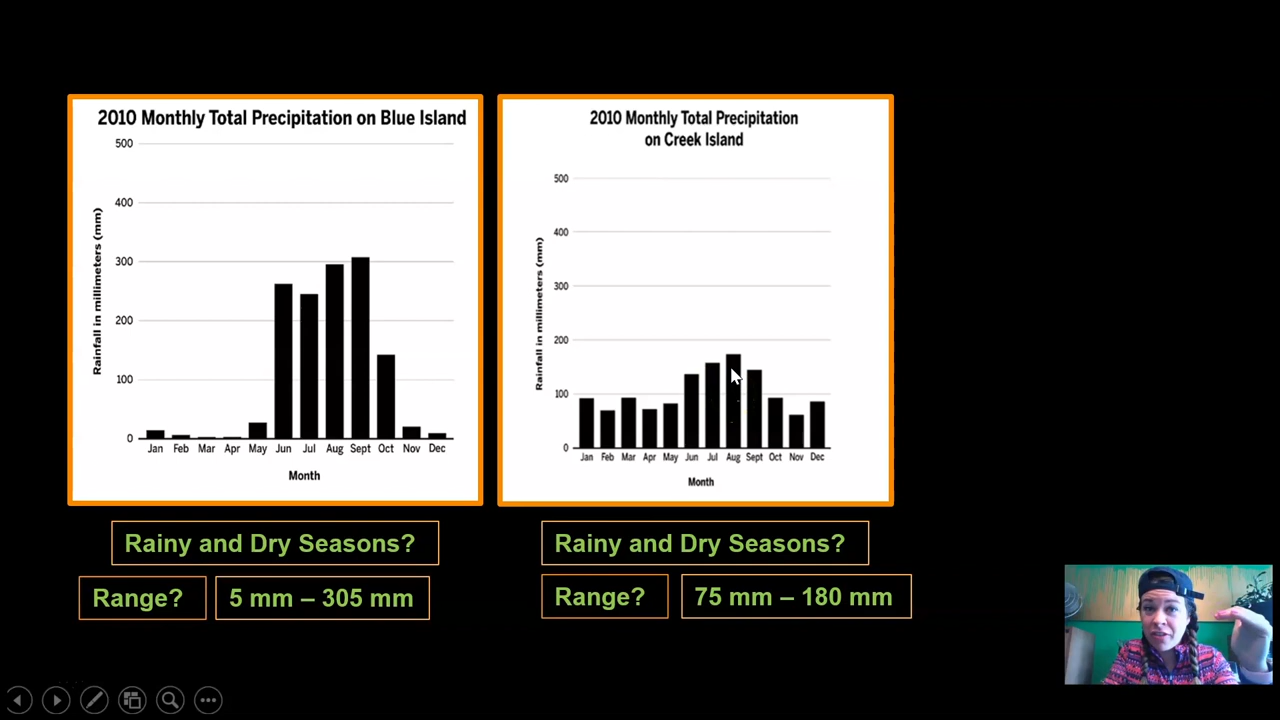 2010 Monthly Total Precipitation on Blue Island
500
400
300
200
100
0
Rainfall in millimeters (mm)
Jan Feb Mar Apr May Jun Jul Aug Sept Oct Nov Dec
Month
2010 Monthly Total Precipitation
on Creek Island
500
400
300
200
100
0
Rainfall in millimeters (mm)
Jan Feb Mar Apr May Jun Jul Aug Sept Oct Nov Dec
Month
Rainy and Dry Seasons?
Range?
5 mm – 305 mm
Rainy and Dry Seasons?
Range?
75 mm – 180 mm